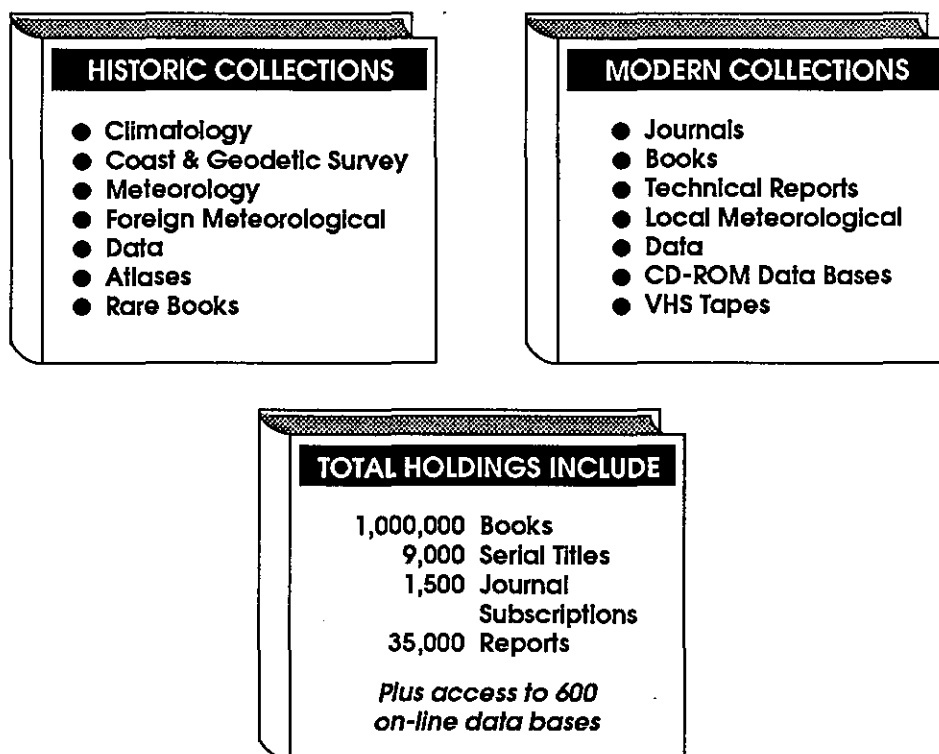 HISTORIC COLLECTIONS
● Climatology
● Coast & Geodetic Survey
● Meteorology
● Foreign Meteorological
● Data
● Atlases
● Rare Books
MODERN COLLECTIONS
● Journals
● Books
● Technical Reports
● Local Meteorological
● Data
● CD-ROM Data Bases
● VHS Tapes
TOTAL HOLDINGS INCLUDE
1,000,000 Books
9,000 Serial Titles
1,500 Journal
Subscriptions
35,000 Reports
Plus access to 600
on-line data bases